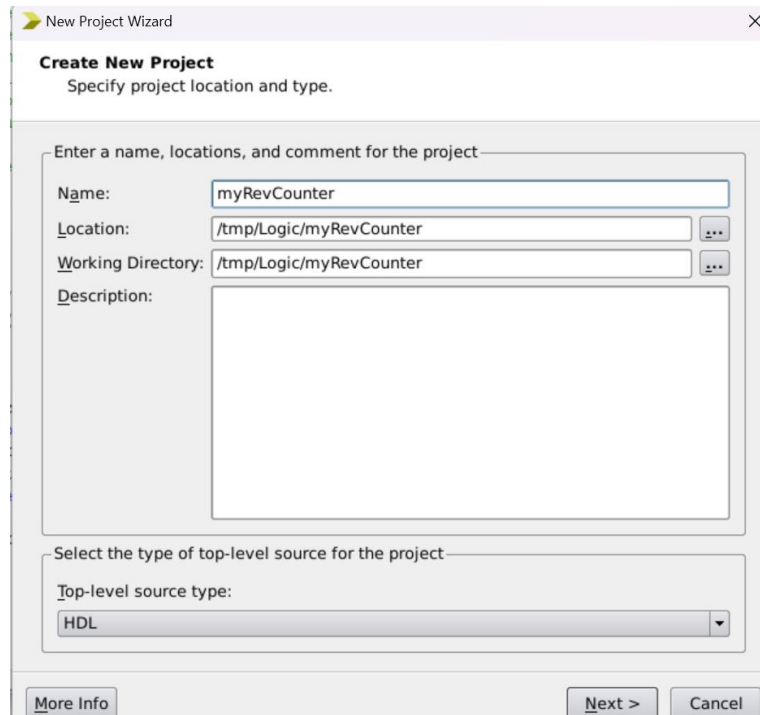 New Project Wizard
Create New Project
Specify project location and type.
Enter a name, locations, and comment for the project
Name: myRevCounter
Location: /tmp/Logic/myRevCounter ...
Working Directory: /tmp/Logic/myRevCounter ...
Description:
Select the type of top-level source for the project
Top-level source type:
HDL
More Info Next > Cancel